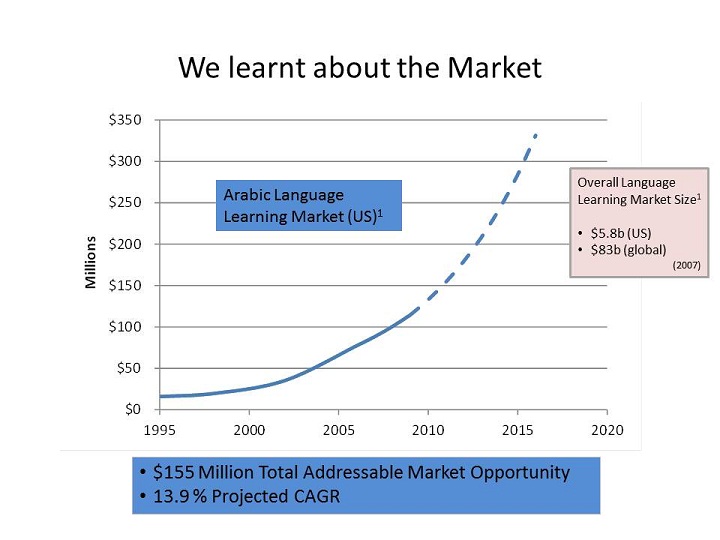 We learnt about the Market
$350
$300
$250
$200
$150
$100
$50
$0
Millions
1995 2000 2005 2010 2015 2020
Arabic Language
Learning Market (US)¹
Overall Language
Learning Market Size¹
• $5.8b (US)
• $83b (global)
(2007)
• $155 Million Total Addressable Market Opportunity
• 13.9 % Projected CAGR